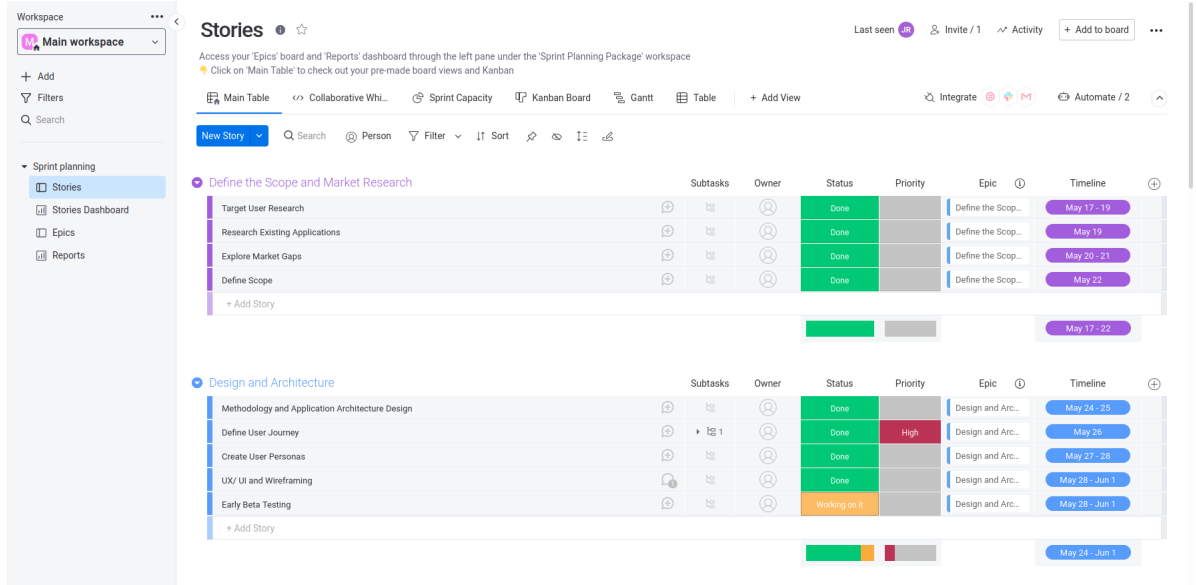 Workspace
M Main workspace
Add
Filters
Search
Sprint planning
Stories
Stories Dashboard
Epics
Reports
Stories
Last seen JR Invite / 1 Activity + Add to board
Access your 'Epics' board and 'Reports' dashboard through the left pane under the 'Sprint Planning Package' workspace
👇 Click on 'Main Table' to check out your pre-made board views and Kanban
Main Table Collaborative Whi... Sprint Capacity Kanban Board Gantt Table + Add View Integrate Automate / 2
New Story Search Person Filter Sort
Define the Scope and Market Research Subtasks Owner Status Priority Epic Timeline
Target User Research Done Define the Scop... May 17 - 19
Research Existing Applications Done Define the Scop... May 19
Explore Market Gaps Done Define the Scop... May 20 - 21
Define Scope Done Define the Scop... May 22
+ Add Story
May 17 - 22
Design and Architecture Subtasks Owner Status Priority Epic Timeline
Methodology and Application Architecture Design Done Design and Arc... May 24 - 25
Define User Journey 1 Done High Design and Arc... May 26
Create User Personas Done Design and Arc... May 27 - 28
UX/ UI and Wireframing 1 Done Design and Arc... May 28 - Jun 1
Early Beta Testing Working on it Design and Arc... May 28 - Jun 1
+ Add Story
May 24 - Jun 1